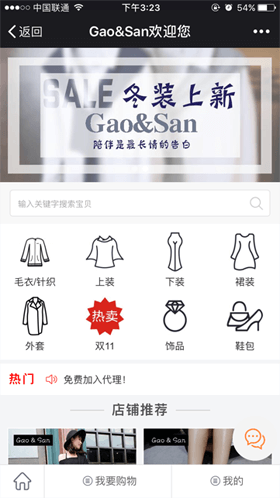 中国联通 下午3:23
返回 Gao&San欢迎您
SALE 冬装上新
Gao&San
陪伴是最长情的告白
输入关键字搜索宝贝
毛衣/针织 上装 下装 裙装
热卖
外套 双11 饰品 鞋包
热门 免费加入代理!
店铺推荐
Gao & San Gao & San
我要购物 我的